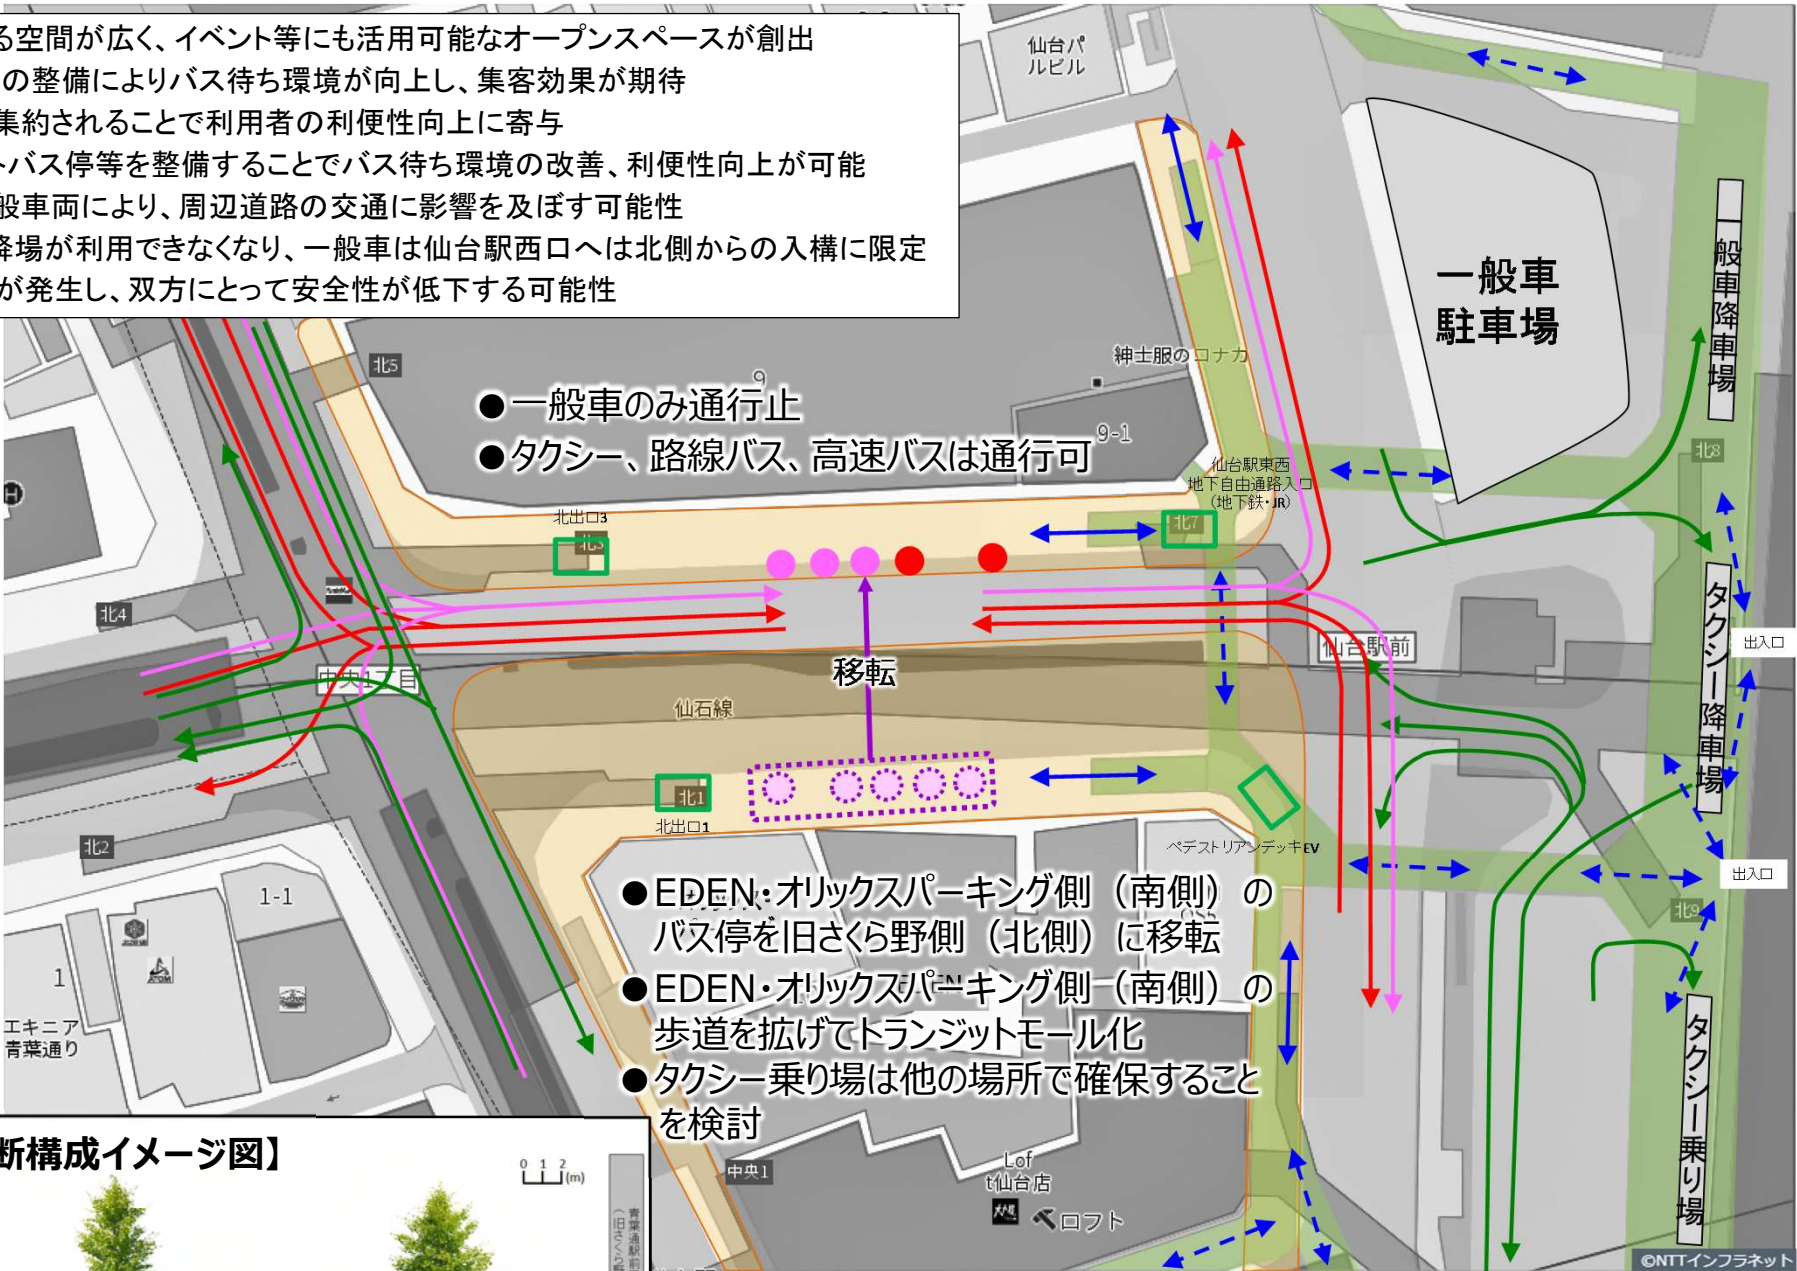 る空間が広く、イベント等にも活用可能なオープンスペースが創出
の整備によりバス待ち環境が向上し、集客効果が期待
集約されることで利用者の利便性向上に寄与
トバス停等を整備することでバス待ち環境の改善、利便性向上が可能
般車両により、周辺道路の交通に影響を及ぼす可能性
降場が利用できなくなり、一般車は仙台駅西口へは北側からの入構に限定
が発生し、双方にとって安全性が低下する可能性
仙台パ
ルビル
一般車
駐車場
一般車降車場
北5
9
紳士服のコナカ
●一般車のみ通行止
●タクシー、路線バス、高速バスは通行可
9-1
仙台駅東西
地下自由通路入口
(地下鉄・JR)
北8
北出口3
北3
北7
北4
タクシー降車場
出入口
中央1丁目
移転
仙台駅前
仙石線
北1
北出口1
北2
ペデストリアンデッキEV
出入口
1-1
北9
●EDEN・オリックスパーキング側（南側）の
バス停を旧さくら野側（北側）に移転
●EDEN・オリックスパーキング側（南側）の
歩道を拡げてトランジットモール化
●タクシー乗り場は他の場所で確保すること
を検討
1
エキニア
青葉通り
タクシー乗り場
断構成イメージ図】
0 1 2
(m)
青葉通駅前
中央1
Lof
t仙台店
ロフト
©NTTインフラネット